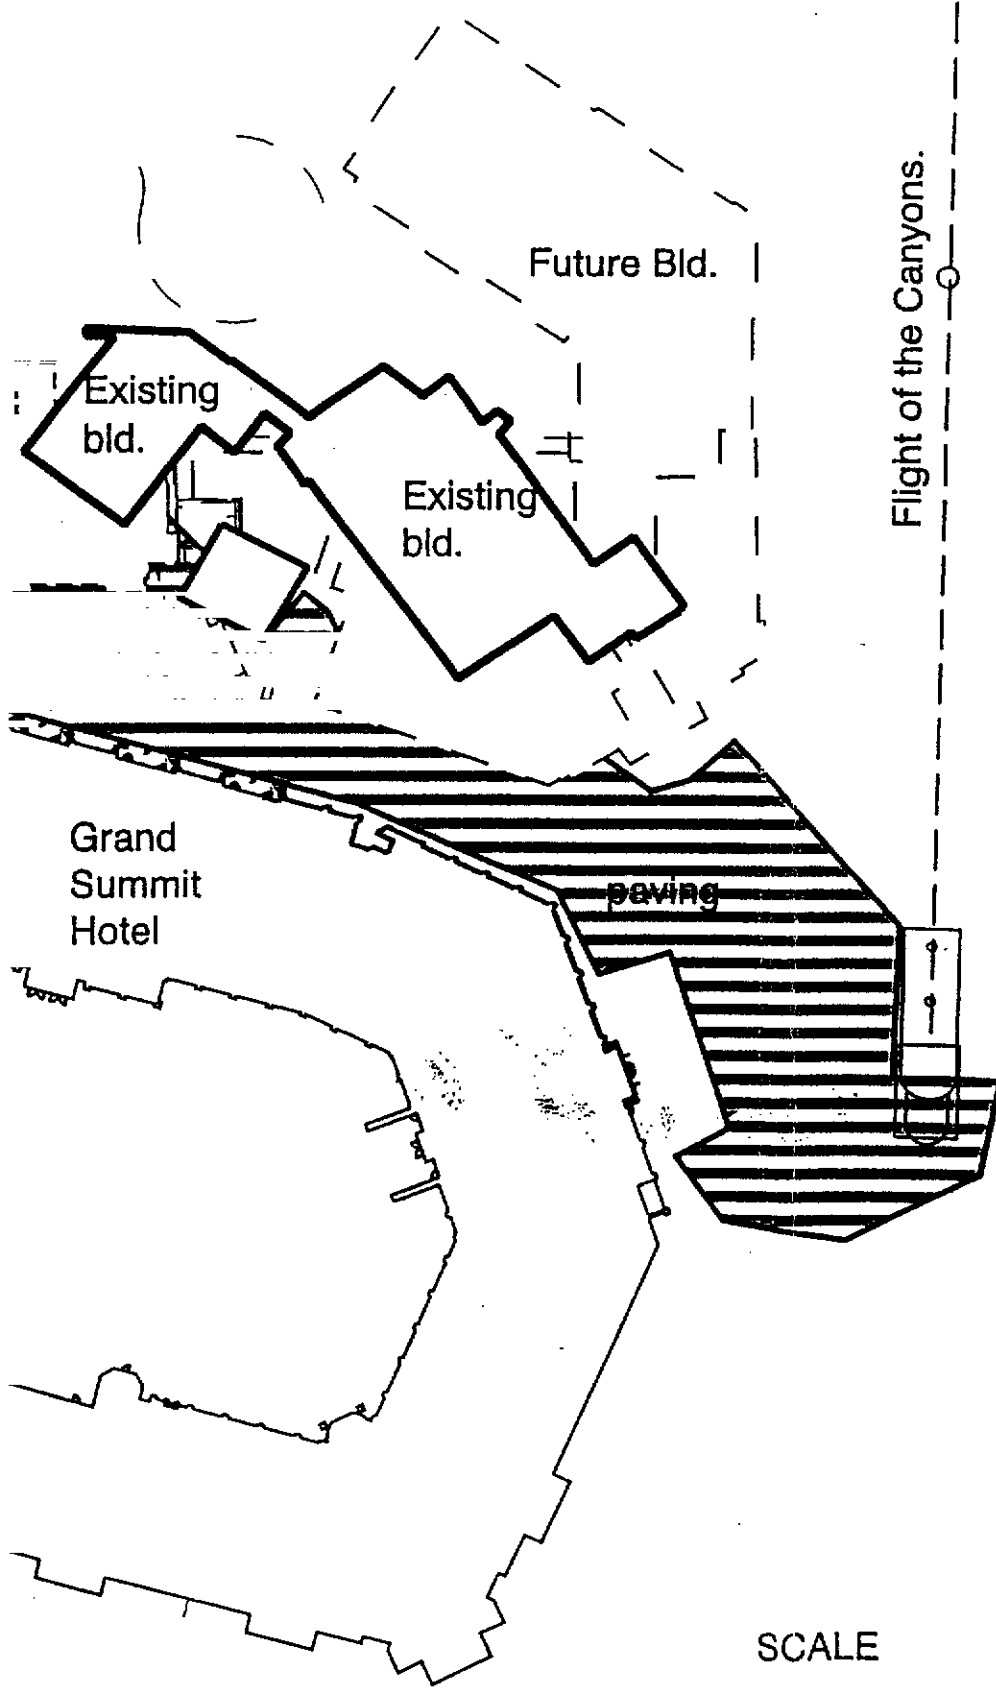 Future Bld.
Flight of the Canyons.
Existing
bld.
Existing
bld.
Grand
Summit
Hotel
paving
SCALE